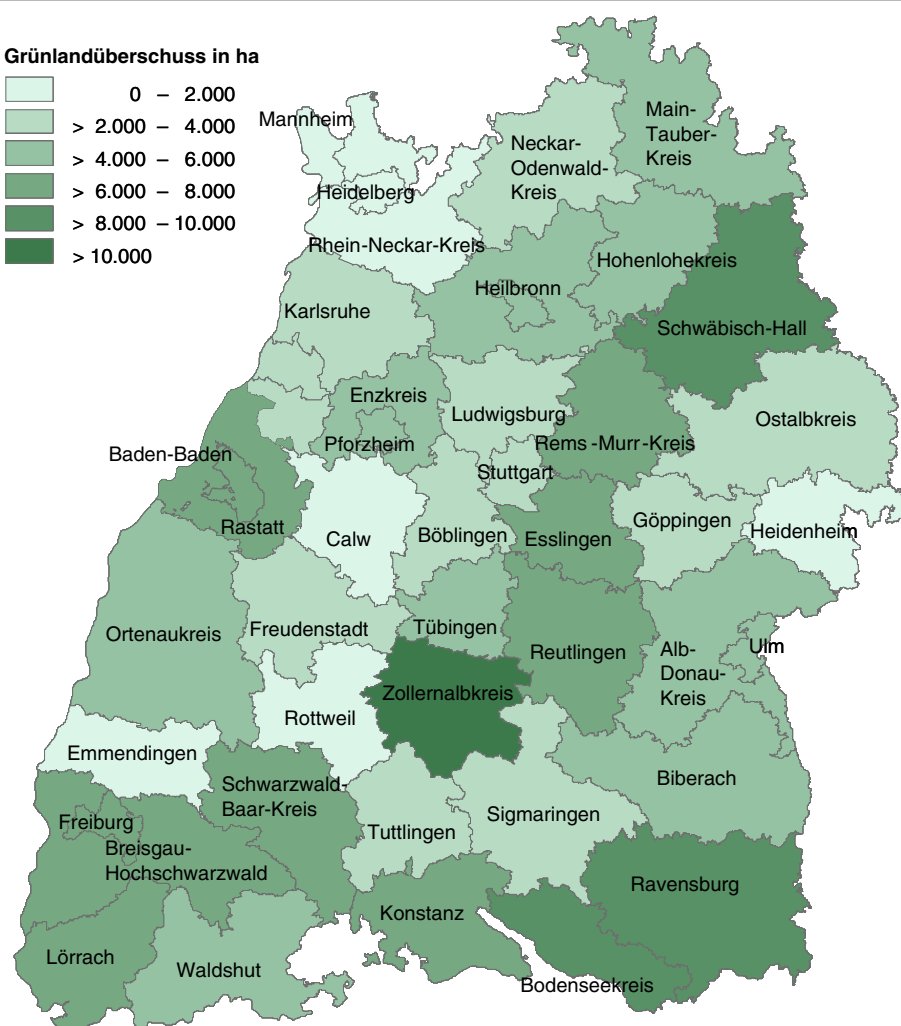 Grünlandüberschuss in ha
0 – 2.000
> 2.000 – 4.000
> 4.000 – 6.000
> 6.000 – 8.000
> 8.000 – 10.000
> 10.000
Mannheim
Heidelberg
Rhein-Neckar-Kreis
Neckar-
Odenwald-
Kreis
Main-
Tauber-
Kreis
Hohenlohekreis
Heilbronn
Karlsruhe
Schwäbisch-Hall
Enzkreis
Ludwigsburg
Ostalbkreis
Pforzheim
Rems -Murr -Kreis
Baden-Baden
Stuttgart
Rastatt
Calw
Böblingen
Esslingen
Göppingen
Heidenheim
Ortenaukreis
Freudenstadt
Tübingen
Reutlingen
Alb-
Donau-
Kreis
Ulm
Zollernalbkreis
Rottweil
Emmendingen
Schwarzwald-
Baar-Kreis
Biberach
Freiburg
Tuttlingen
Sigmaringen
Breisgau-
Hochschwarzwald
Ravensburg
Konstanz
Lörrach
Waldshut
Bodenseekreis